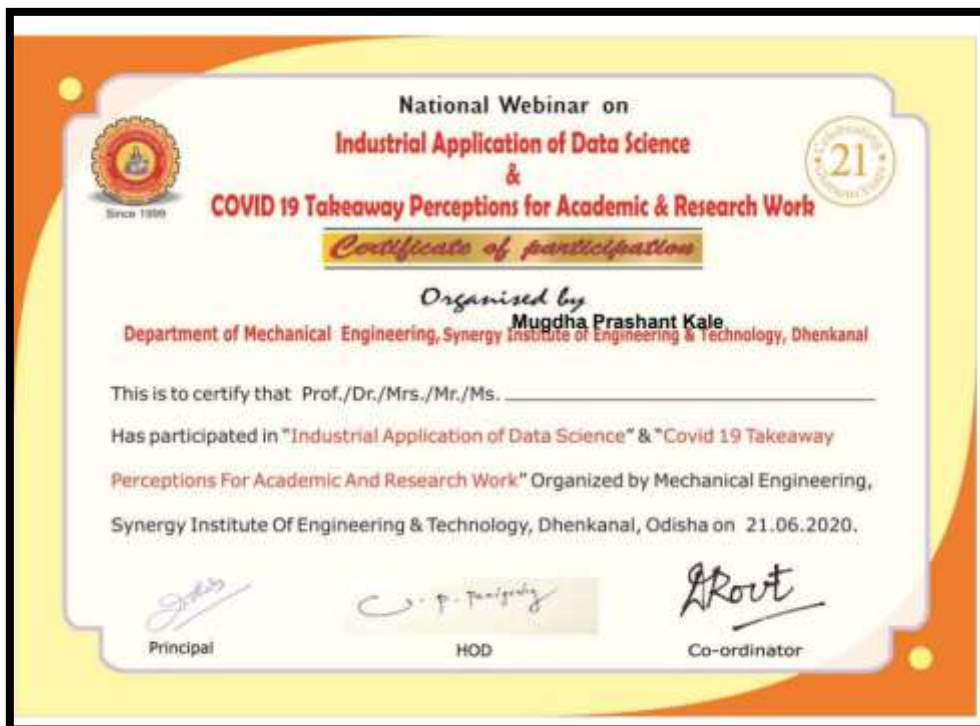 National Webinar on
Industrial Application of Data Science
&
COVID 19 Takeaway Perceptions for Academic & Research Work
Since 1999
Celebrating
21
Glorious Years
Certificate of participation
Organised by
Mugdha Prashant Kale
Department of Mechanical Engineering, Synergy Institute of Engineering & Technology, Dhenkanal
This is to certify that Prof./Dr./Mrs./Mr./Ms.
Has participated in "Industrial Application of Data Science" & "Covid 19 Takeaway
Perceptions For Academic And Research Work" Organized by Mechanical Engineering,
Synergy Institute Of Engineering & Technology, Dhenkanal, Odisha on 21.06.2020.
DRout
Principal
HOD
Co-ordinator